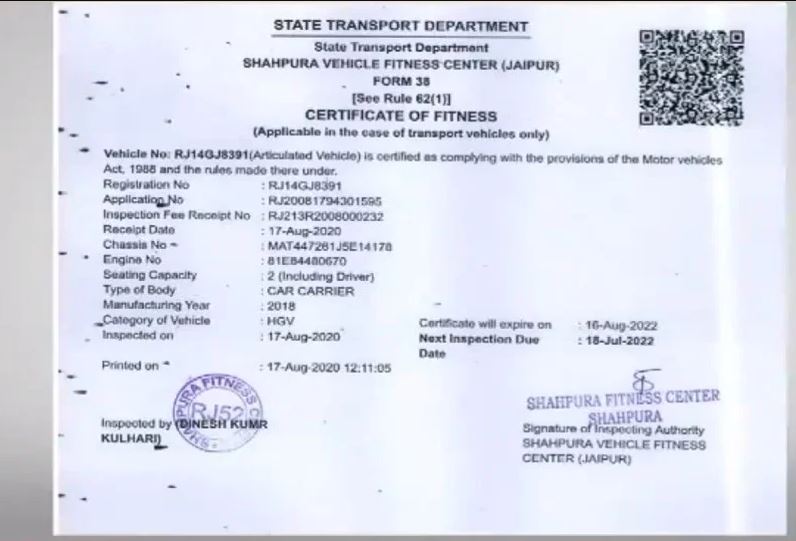 STATE TRANSPORT DEPARTMENT
State Transport Department
SHAHPURA VEHICLE FITNESS CENTER (JAIPUR)
FORM 38
[See Rule 62(1)]
CERTIFICATE OF FITNESS
(Applicable in the case of transport vehicles only)
Vehicle No: RJ14GJ8391(Articulated Vehicle) is certified as complying with the provisions of the Motor vehicles
Act, 1988 and the rules made there under.
Registration No : RJ14GJ8391
Application No : RJ20081794301595
Inspection Fee Receipt No : RJ213R2008000232
Receipt Date : 17-Aug-2020
Chassis No : MAT447281J5E14178
Engine No : 81E84480670
Seating Capacity : 2 (Including Driver)
Type of Body : CAR CARRIER
Manufacturing Year : 2018
Category of Vehicle : HGV
Inspected on : 17-Aug-2020
Certificate will expire on : 16-Aug-2022
Next Inspection Due Date : 18-Jul-2022
Printed on : 17-Aug-2020 12:11:05
PURA FITNESS C
RJ52
Inspected by (DINESH KUMR
KULHARI)
SHAHPURA FITNESS CENTER
SHAHPURA
Signature of Inspecting Authority
SHAHPURA VEHICLE FITNESS
CENTER (JAIPUR)